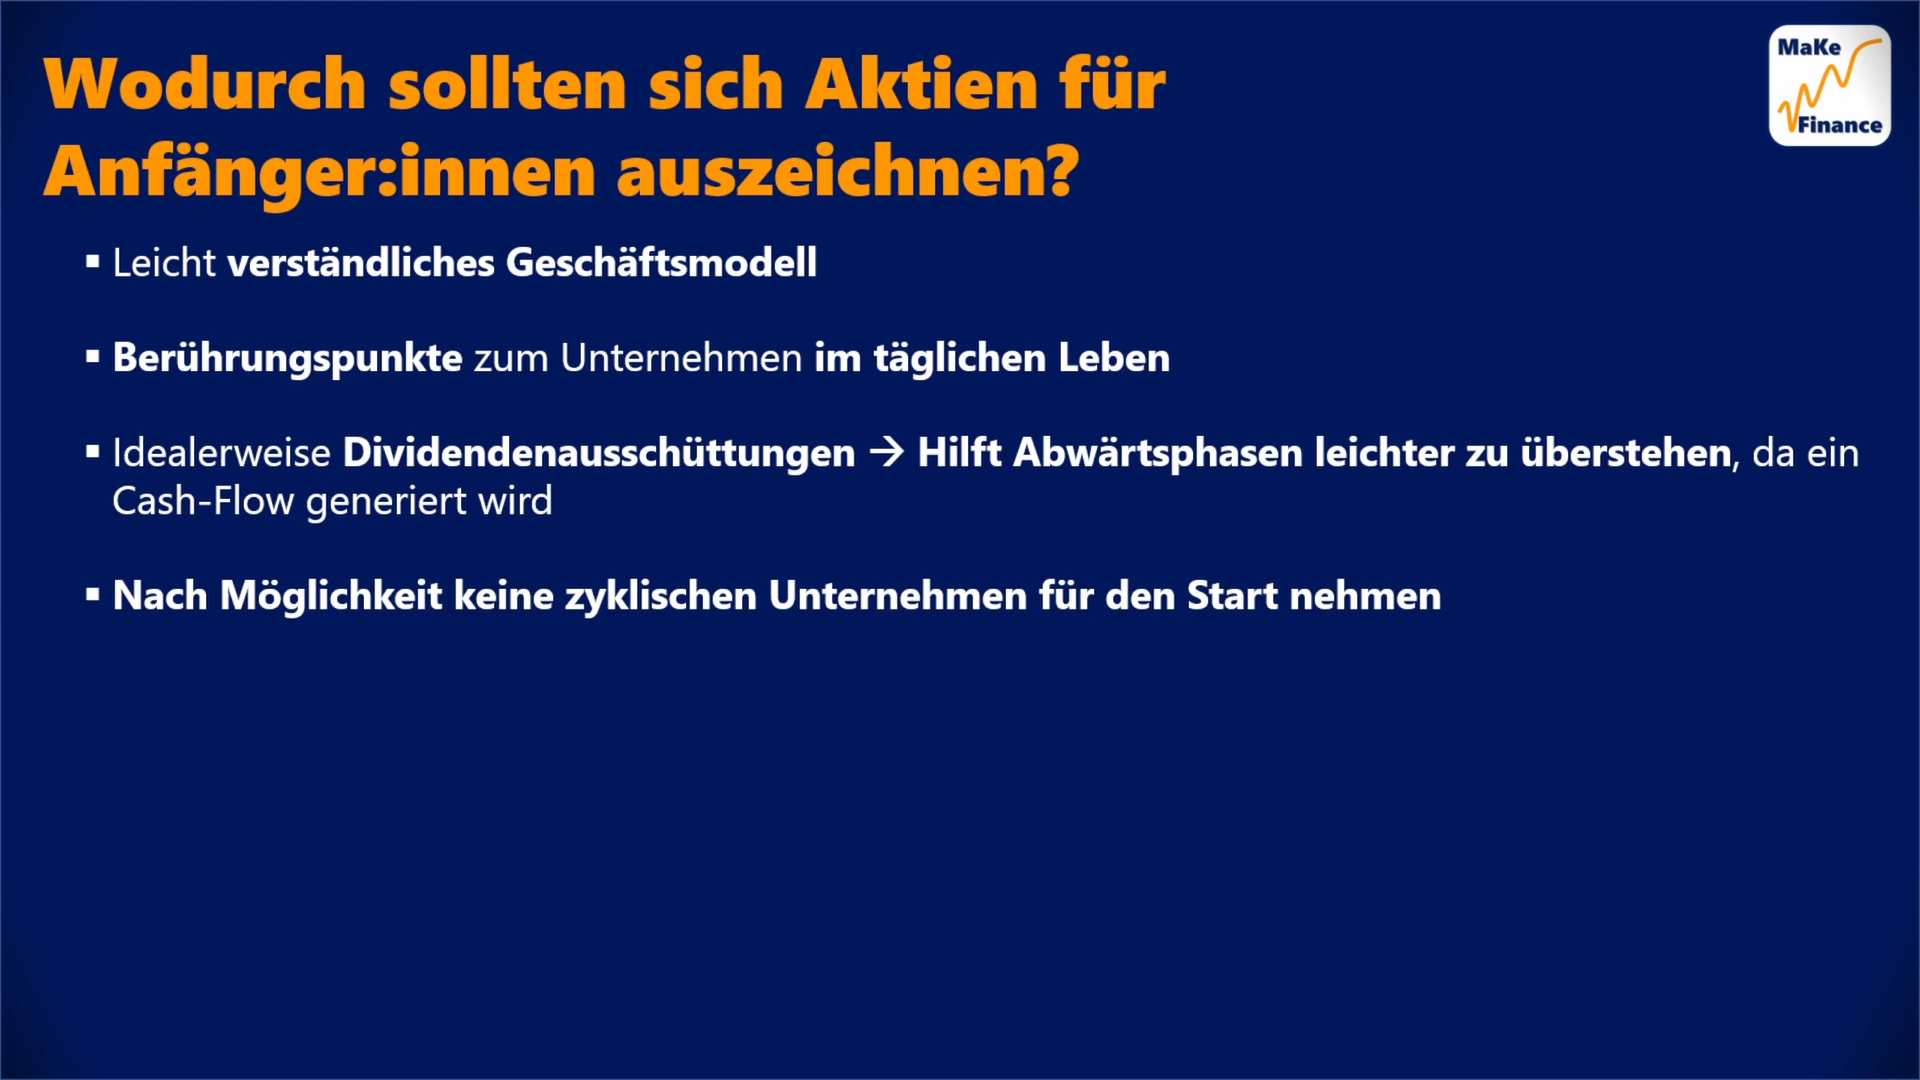 Wodurch sollten sich Aktien für
Anfänger:innen auszeichnen?
MaKe
Finance
▪ Leicht verständliches Geschäftsmodell
▪ Berührungspunkte zum Unternehmen im täglichen Leben
▪ Idealerweise Dividendenausschüttungen → Hilft Abwärtsphasen leichter zu überstehen, da ein
Cash-Flow generiert wird
▪ Nach Möglichkeit keine zyklischen Unternehmen für den Start nehmen